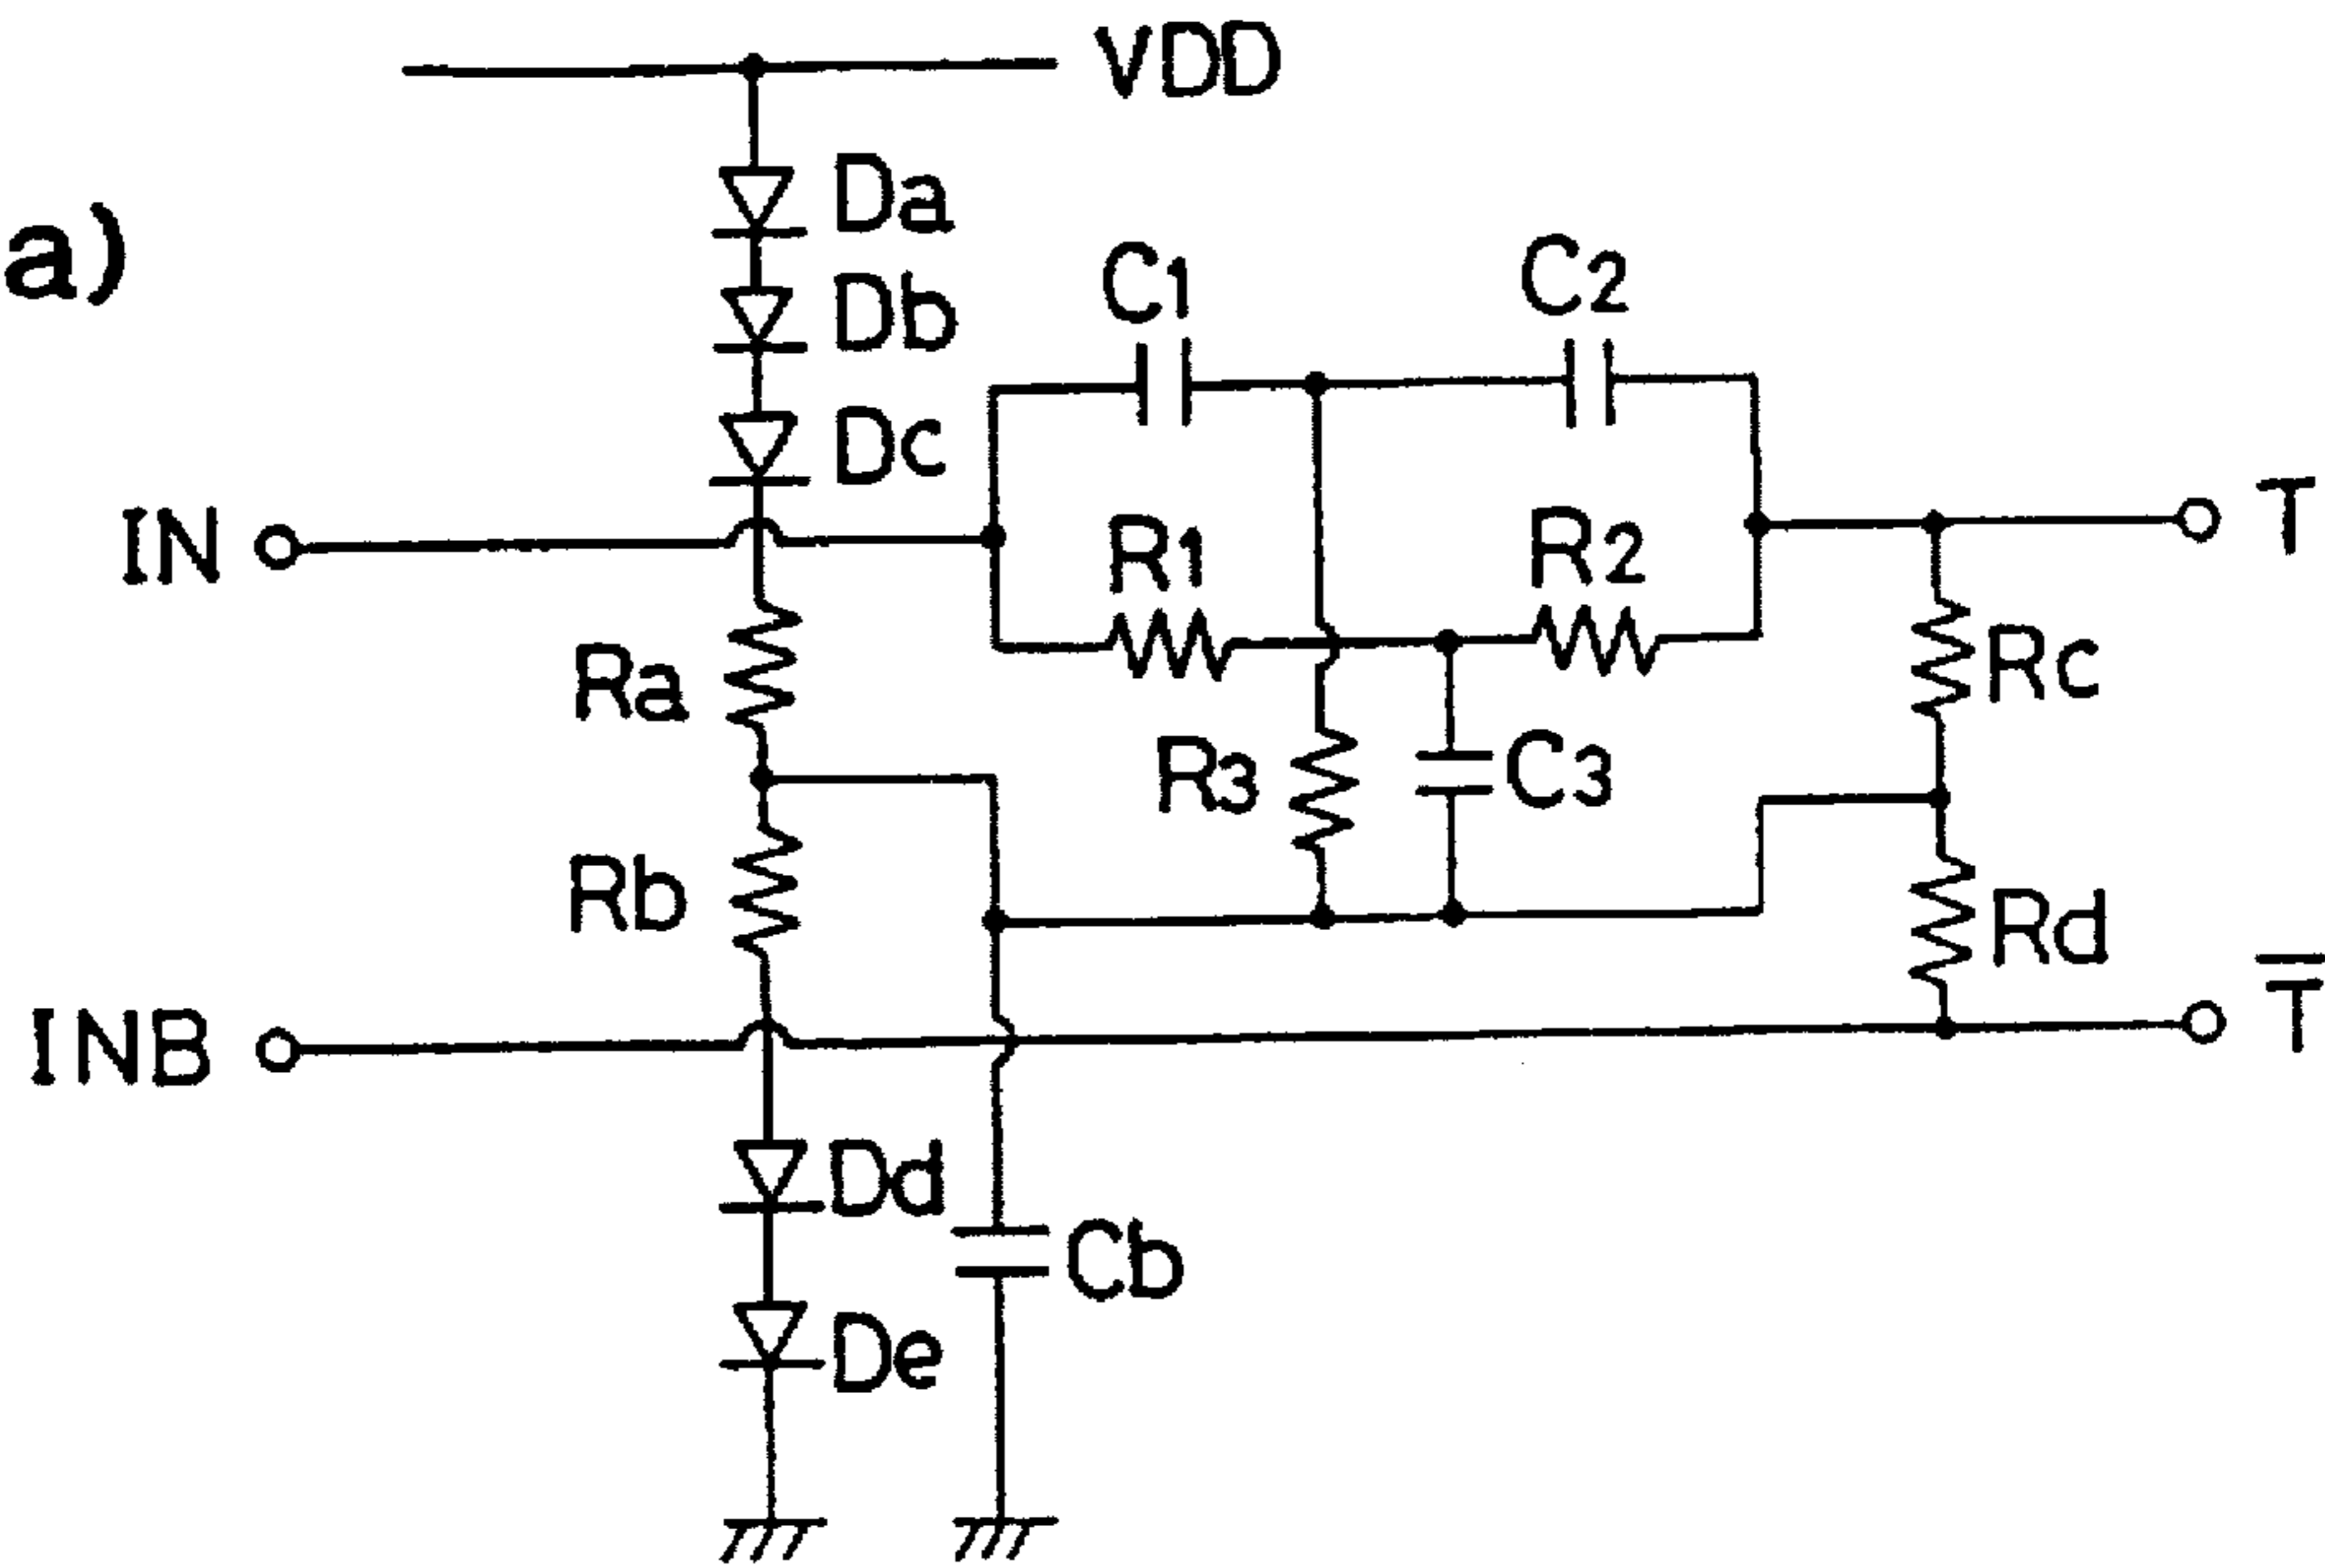 VDD
a)
Da
Db
C1
C2
Dc
IN
R1
R2
T
Ra
Rc
R3
C3
Rb
Rd
INB
T̅
Dd
Cb
De